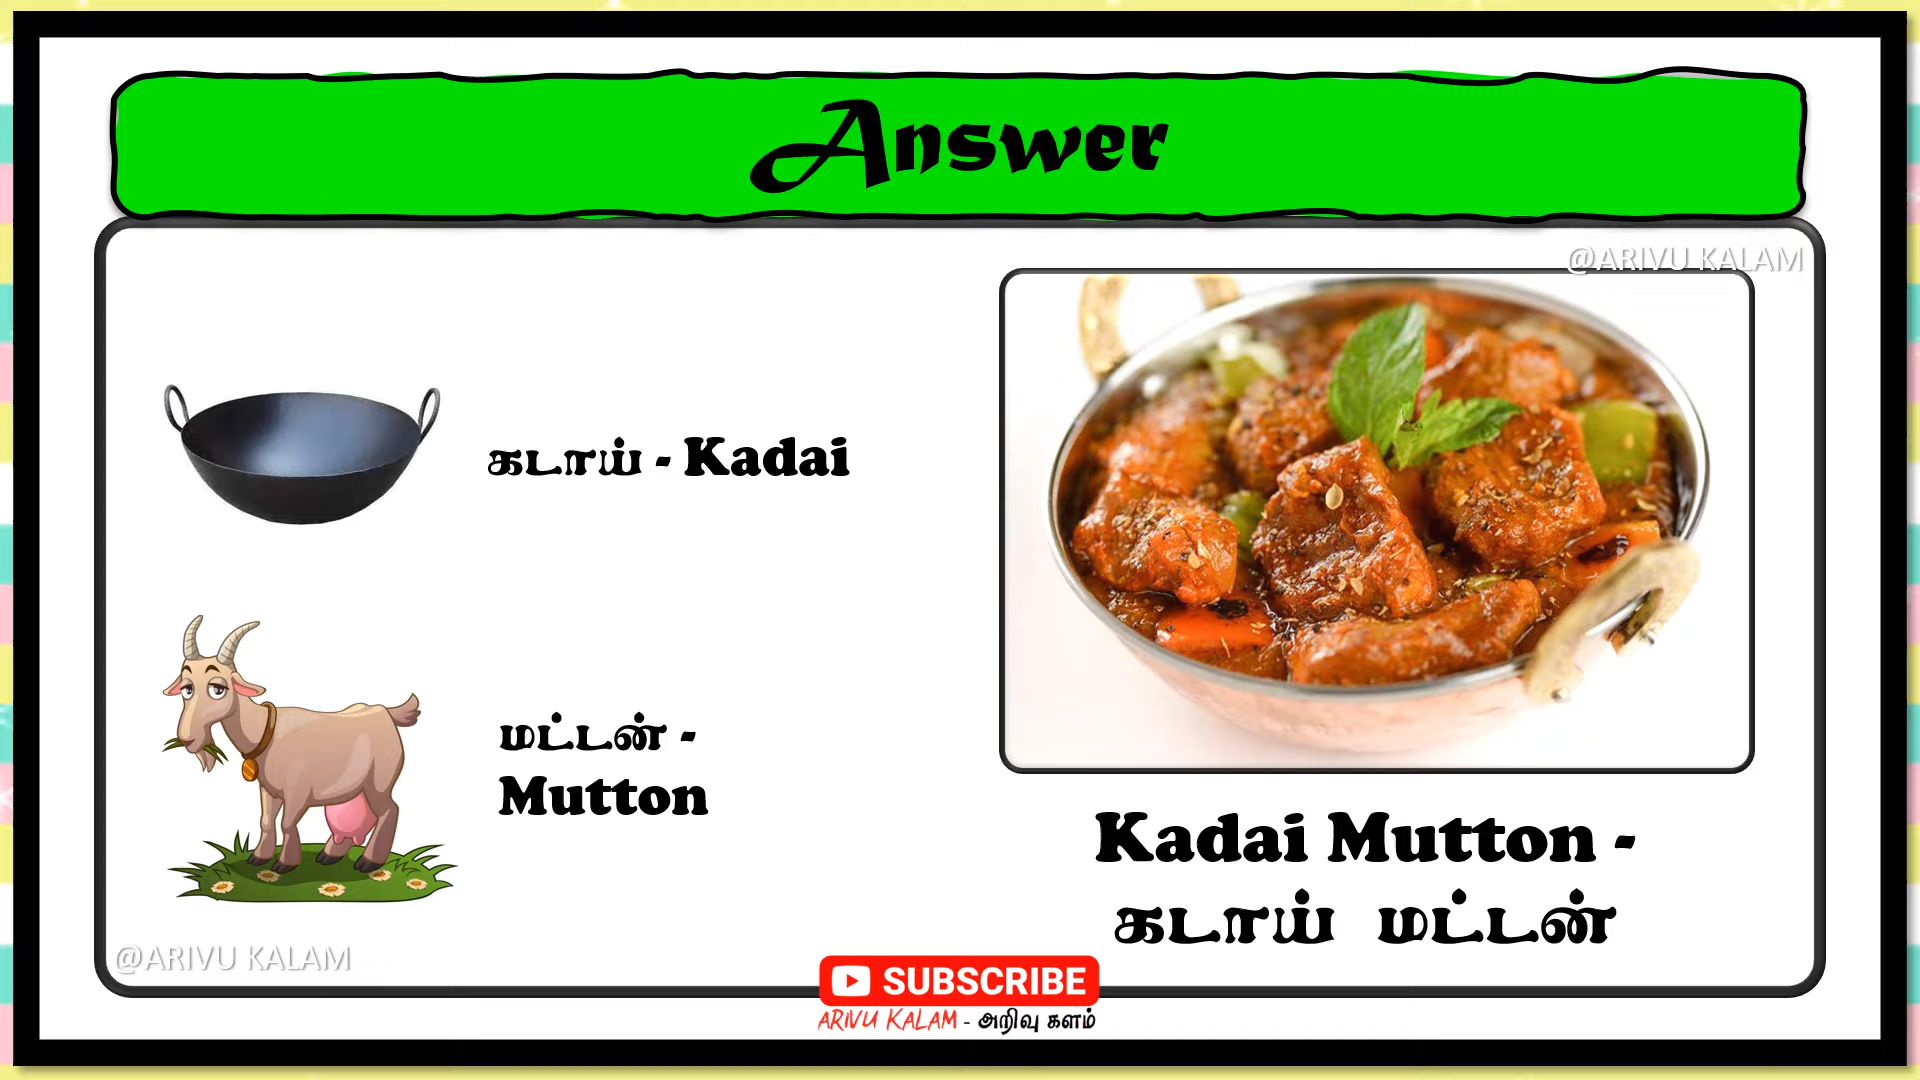 Answer
@ARIVU KALAM
கடாய் - Kadai
மட்டன் -
Mutton
Kadai Mutton -
கடாய் மட்டன்
@ARIVU KALAM
SUBSCRIBE
ARIVU KALAM - அறிவு களம்